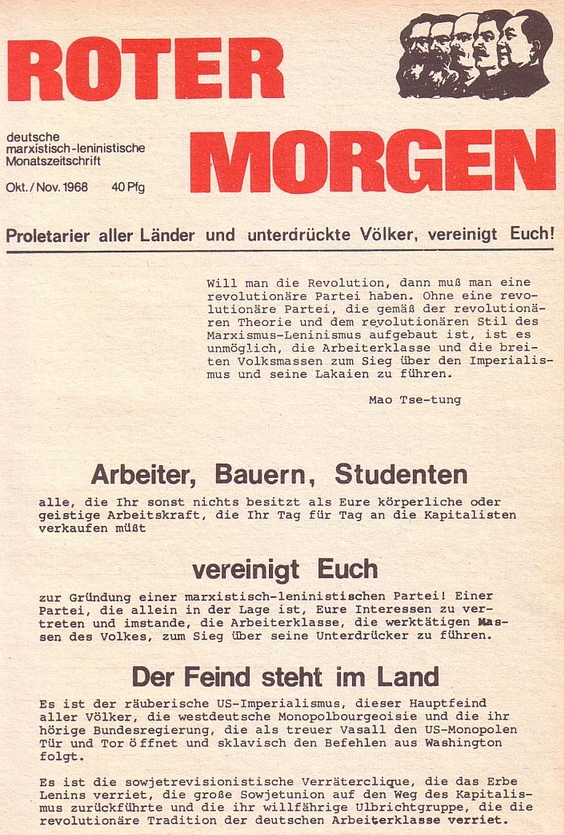 ROTER
MORGEN
deutsche
marxistisch-leninistische
Monatszeitschrift
Okt./Nov. 1968 40 Pfg
Proletarier aller Länder und unterdrückte Völker, vereinigt Euch!
Will man die Revolution, dann muß man eine
revolutionäre Partei haben. Ohne eine revo-
lutionäre Partei, die gemäß der revolutionä-
ren Theorie und dem revolutionären Stil des
Marxismus-Leninismus aufgebaut ist, ist es
unmöglich, die Arbeiterklasse und die brei-
ten Volksmassen zum Sieg über den Imperialis-
mus und seine Lakaien zu führen.
Mao Tse-tung
Arbeiter, Bauern, Studenten
alle, die Ihr sonst nichts besitzt als Eure körperliche oder
geistige Arbeitskraft, die Ihr Tag für Tag an die Kapitalisten
verkaufen müßt
vereinigt Euch
zur Gründung einer marxistisch-leninistischen Partei! Einer
Partei, die allein in der Lage ist, Eure Interessen zu ver-
treten und imstande, die Arbeiterklasse, die werktätigen Mas-
sen des Volkes, zum Sieg über seine Unterdrücker zu führen.
Der Feind steht im Land
Es ist der räuberische US-Imperialismus, dieser Hauptfeind
aller Völker, die westdeutsche Monopolbourgeoisie und die ihr
hörige Bundesregierung, die als treuer Vasall den US-Monopolen
Tür und Tor öffnet und sklavisch den Befehlen aus Washington
folgt.
Es ist die sowjetrevisionistische Verräterclique, die das Erbe
Lenins verriet, die große Sowjetunion auf den Weg des Kapitalis-
mus zurückführte und die ihr willfährige Ulbrichtgruppe, die die
revolutionäre Tradition der deutschen Arbeiterklasse verriet.